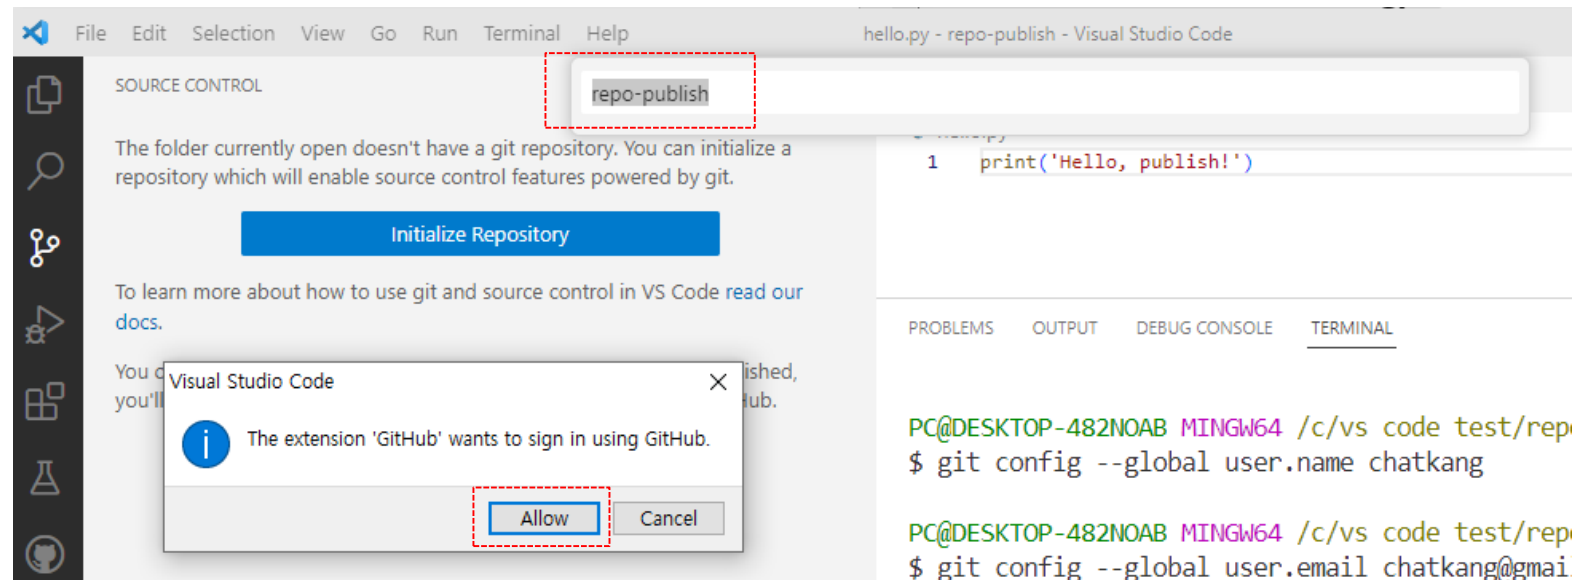 File Edit Selection View Go Run Terminal Help
hello.py - repo-publish - Visual Studio Code
SOURCE CONTROL
repo-publish
The folder currently open doesn't have a git repository. You can initialize a
repository which will enable source control features powered by git.
Initialize Repository
To learn more about how to use git and source control in VS Code read our
docs.
You
ished,
you'll
Visual Studio Code
The extension 'GitHub' wants to sign in using GitHub.
Allow Cancel
1 print('Hello, publish!')
PROBLEMS OUTPUT DEBUG CONSOLE TERMINAL
PC@DESKTOP-482NOAB MINGW64 /c/vs code test/rep
$ git config --global user.name chatkang
PC@DESKTOP-482NOAB MINGW64 /c/vs code test/rep
$ git config --global user.email chatkang@gmail